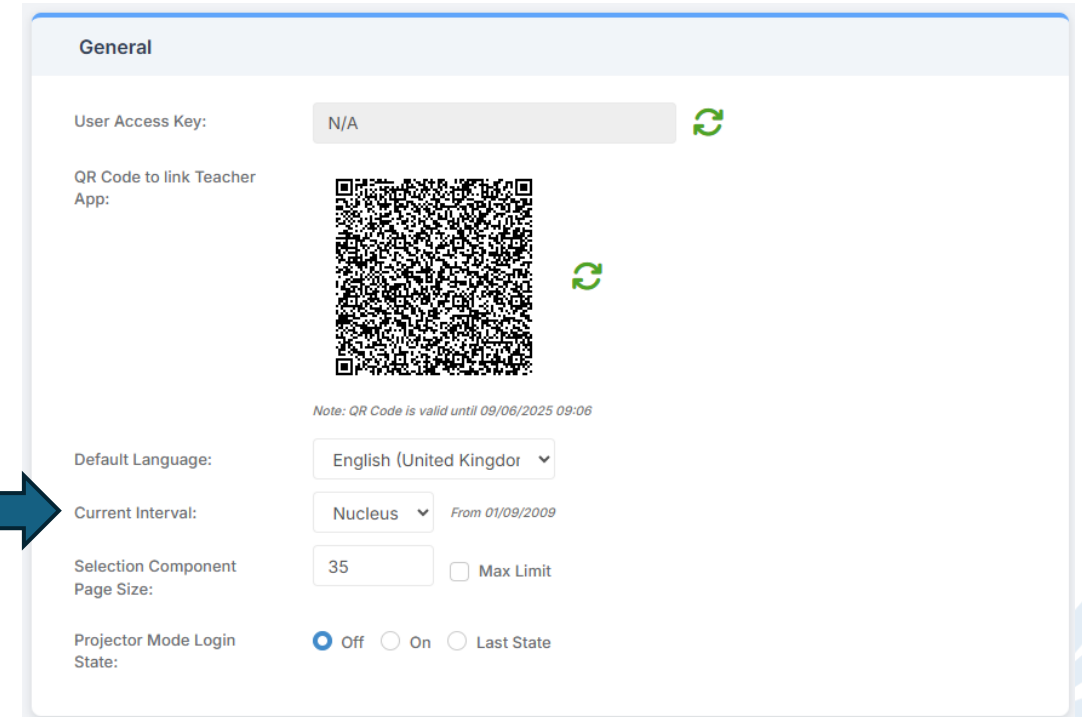 General
User Access Key:
N/A
QR Code to link Teacher
App:
Note: QR Code is valid until 09/06/2025 09:06
Default Language:
English (United Kingdor
Current Interval:
Nucleus
From 01/09/2009
Selection Component
Page Size:
35
Max Limit
Projector Mode Login
State:
Off
On
Last State